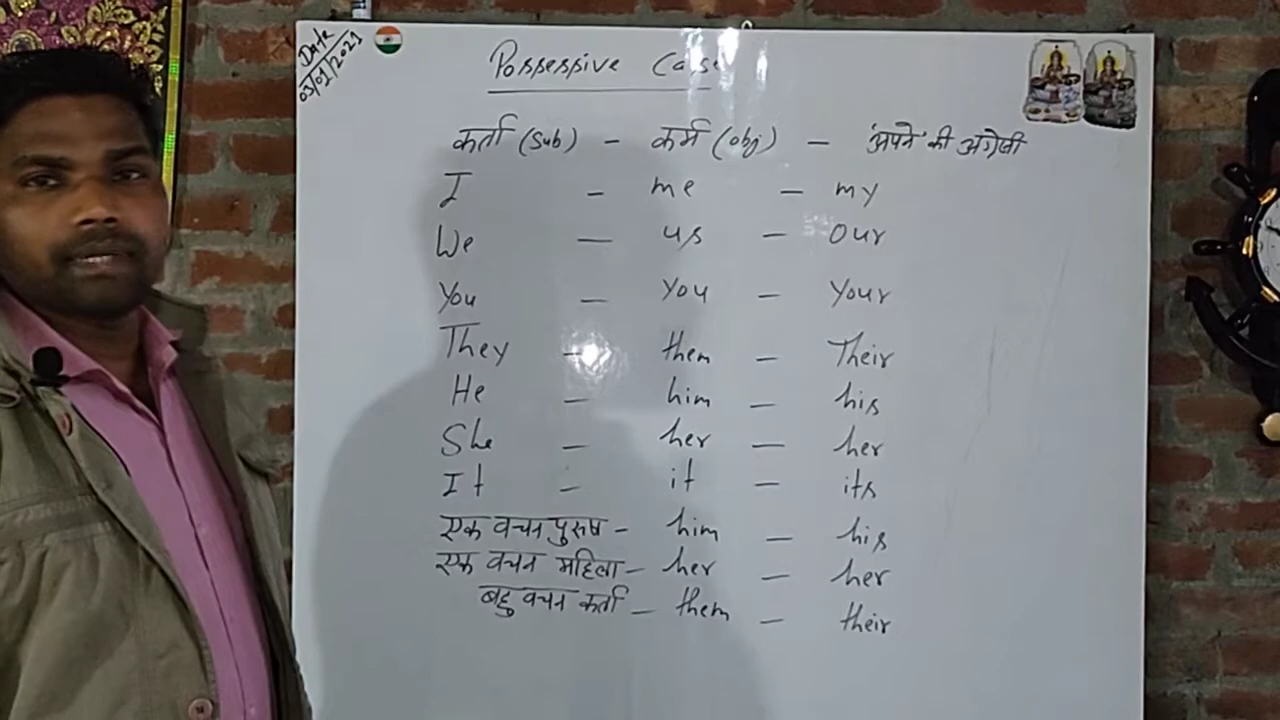 Date
03/01/2021
Possessive Case
कर्ता (sub) - कर्म (obj) - 'अपने' की अंग्रेजी
I - me - my
We - us - our
You - you - your
They - them - Their
He - him - his
She - her - her
It - it - its
एक वचन पुरुष - him - his
एक वचन महिला - her - her
बहु वचन कर्ता - them - their